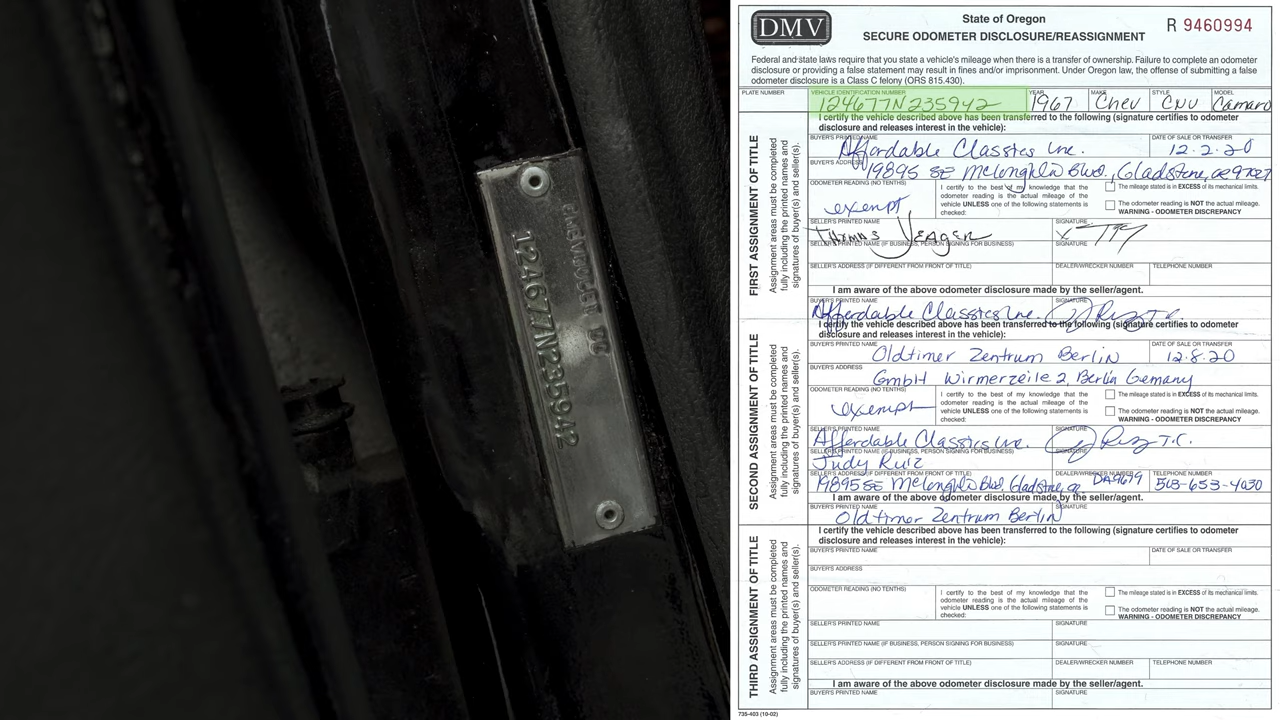 CHEVROLET DC
124677N235942
DMV
State of Oregon
SECURE ODOMETER DISCLOSURE/REASSIGNMENT
R 9460994
Federal and state laws require that you state a vehicle's mileage when there is a transfer of ownership. Failure to complete an odometer
disclosure or providing a false statement may result in fines and/or imprisonment. Under Oregon law, the offense of submitting a false
odometer disclosure is a Class C felony (ORS 815.430).
PLATE NUMBER VEHICLE IDENTIFICATION NUMBER YEAR MAKE STYLE MODEL
124677N235942 1967 Chev CNV Camaro
FIRST ASSIGNMENT OF TITLE
Assignment areas must be completed
fully including the printed names and
signatures of buyer(s) and seller(s).
I certify the vehicle described above has been transferred to the following (signature certifies to odometer
disclosure and releases interest in the vehicle):
BUYER'S PRINTED NAME DATE OF SALE OR TRANSFER
Affordable Classics Inc. 12.2.20
BUYER'S ADDRESS
19895 SE McLoughln Blvd., Gladstone, OR 97027
ODOMETER READING (NO TENTHS)
exempt
I certify to the best of my knowledge that the
odometer reading is the actual mileage of the
vehicle UNLESS one of the following statements is
checked:
The mileage stated is in EXCESS of its mechanical limits.
The odometer reading is NOT the actual mileage.
WARNING - ODOMETER DISCREPANCY
SELLER'S PRINTED NAME SIGNATURE
Thomas Yeager
SELLER'S PRINTED NAME (IF BUSINESS, PERSON SIGNING FOR BUSINESS) SIGNATURE
SELLER'S ADDRESS (IF DIFFERENT FROM FRONT OF TITLE) DEALER/WRECKER NUMBER TELEPHONE NUMBER
I am aware of the above odometer disclosure made by the seller/agent.
BUYER'S PRINTED NAME SIGNATURE
Affordable Classics Inc.
SECOND ASSIGNMENT OF TITLE
Assignment areas must be completed
fully including the printed names and
signatures of buyer(s) and seller(s).
I certify the vehicle described above has been transferred to the following (signature certifies to odometer
disclosure and releases interest in the vehicle):
BUYER'S PRINTED NAME DATE OF SALE OR TRANSFER
Oldtimer Zentrum Berlin 12.8.20
BUYER'S ADDRESS
GmbH Wirmerzeile 2, Berlin Gemany
ODOMETER READING (NO TENTHS)
exempt
I certify to the best of my knowledge that the
odometer reading is the actual mileage of the
vehicle UNLESS one of the following statements is
checked:
The mileage stated is in EXCESS of its mechanical limits.
The odometer reading is NOT the actual mileage.
WARNING - ODOMETER DISCREPANCY
SELLER'S PRINTED NAME SIGNATURE
Affordable Classics Inc.
SELLER'S PRINTED NAME (IF BUSINESS, PERSON SIGNING FOR BUSINESS) SIGNATURE
Judy Ruiz
SELLER'S ADDRESS (IF DIFFERENT FROM FRONT OF TITLE) DEALER/WRECKER NUMBER TELEPHONE NUMBER
19895 SE McLoughln Blvd. Gladstone, OR DA9679 503-653-4030
I am aware of the above odometer disclosure made by the seller/agent.
BUYER'S PRINTED NAME SIGNATURE
Oldtimer Zentrum Berlin
THIRD ASSIGNMENT OF TITLE
Assignment areas must be completed
fully including the printed names and
signatures of buyer(s) and seller(s).
I certify the vehicle described above has been transferred to the following (signature certifies to odometer
disclosure and releases interest in the vehicle):
BUYER'S PRINTED NAME DATE OF SALE OR TRANSFER
BUYER'S ADDRESS
ODOMETER READING (NO TENTHS)
I certify to the best of my knowledge that the
odometer reading is the actual mileage of the
vehicle UNLESS one of the following statements is
checked:
The mileage stated is in EXCESS of its mechanical limits.
The odometer reading is NOT the actual mileage.
WARNING - ODOMETER DISCREPANCY
SELLER'S PRINTED NAME SIGNATURE
SELLER'S PRINTED NAME (IF BUSINESS, PERSON SIGNING FOR BUSINESS) SIGNATURE
SELLER'S ADDRESS (IF DIFFERENT FROM FRONT OF TITLE) DEALER/WRECKER NUMBER TELEPHONE NUMBER
I am aware of the above odometer disclosure made by the seller/agent.
BUYER'S PRINTED NAME SIGNATURE
735-403 (10-02)